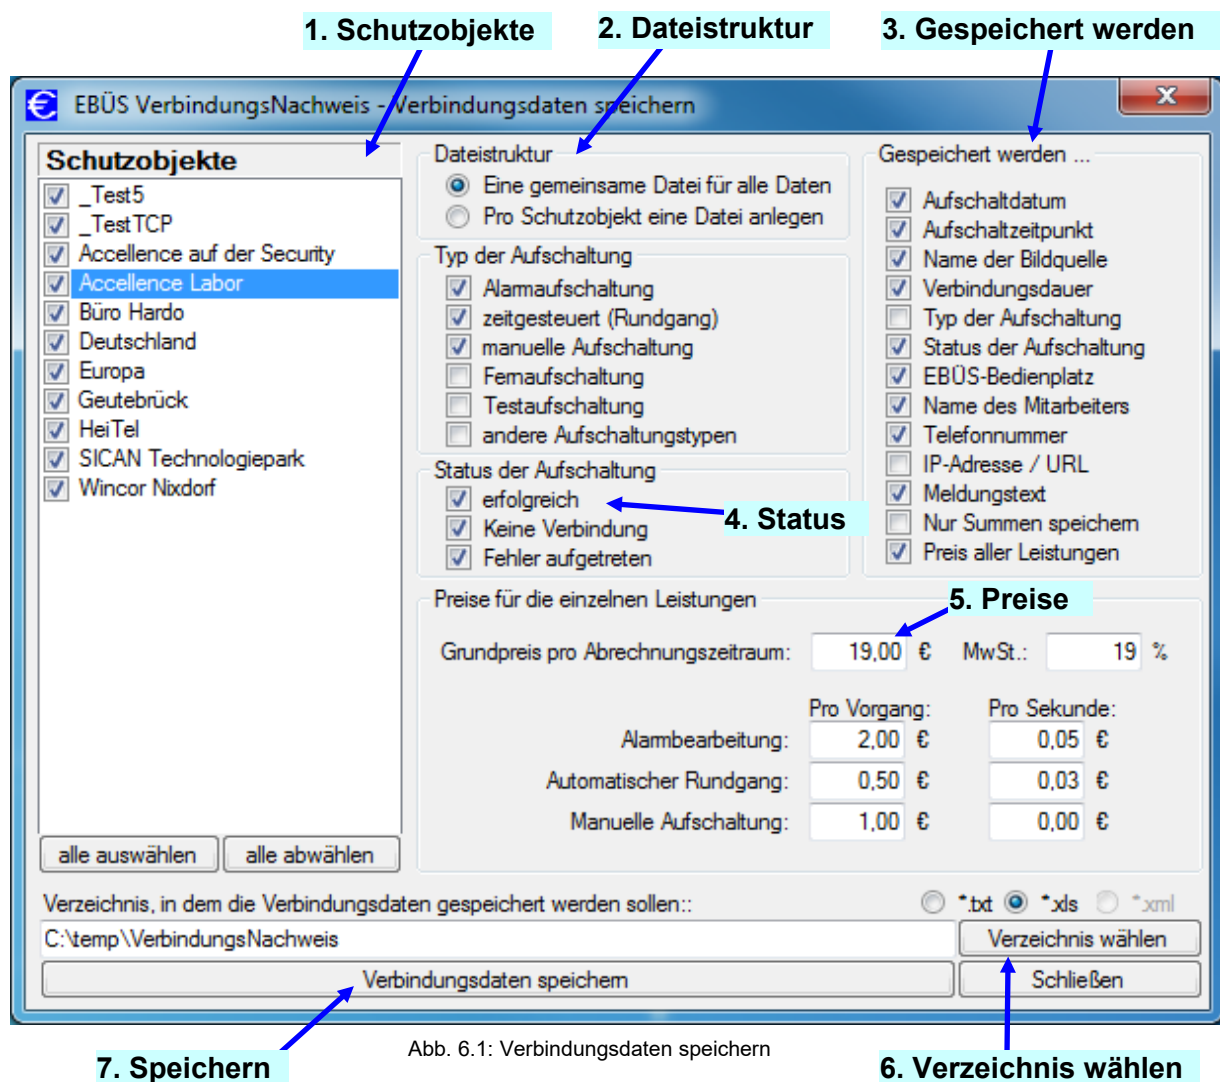 1. Schutzobjekte
2. Dateistruktur
3. Gespeichert werden
EBÜS VerbindungsNachweis - Verbindungsdaten speichern
Schutzobjekte
_Test5
_TestTCP
Accellence auf der Security
Accellence Labor
Büro Hardo
Deutschland
Europa
Geutebrück
HeiTel
SICAN Technologiepark
Wincor Nixdorf
alle auswählen
alle abwählen
Dateistruktur
Eine gemeinsame Datei für alle Daten
Pro Schutzobjekt eine Datei anlegen
Typ der Aufschaltung
Alarmaufschaltung
zeitgesteuert (Rundgang)
manuelle Aufschaltung
Fernaufschaltung
Testaufschaltung
andere Aufschaltungstypen
Status der Aufschaltung
erfolgreich
Keine Verbindung
Fehler aufgetreten
4. Status
Gespeichert werden ...
Aufschaltdatum
Aufschaltzeitpunkt
Name der Bildquelle
Verbindungsdauer
Typ der Aufschaltung
Status der Aufschaltung
EBÜS-Bedienplatz
Name des Mitarbeiters
Telefonnummer
IP-Adresse / URL
Meldungstext
Nur Summen speichern
Preis aller Leistungen
Preise für die einzelnen Leistungen
5. Preise
Grundpreis pro Abrechnungszeitraum: 19,00 € MwSt.: 19 %
Pro Vorgang: Pro Sekunde:
Alarmbearbeitung: 2,00 € 0,05 €
Automatischer Rundgang: 0,50 € 0,03 €
Manuelle Aufschaltung: 1,00 € 0,00 €
Verzeichnis, in dem die Verbindungsdaten gespeichert werden sollen::
*.txt *.xls *.xml
C:\temp\VerbindungsNachweis
Verzeichnis wählen
Verbindungsdaten speichern
Schließen
Abb. 6.1: Verbindungsdaten speichern
7. Speichern
6. Verzeichnis wählen